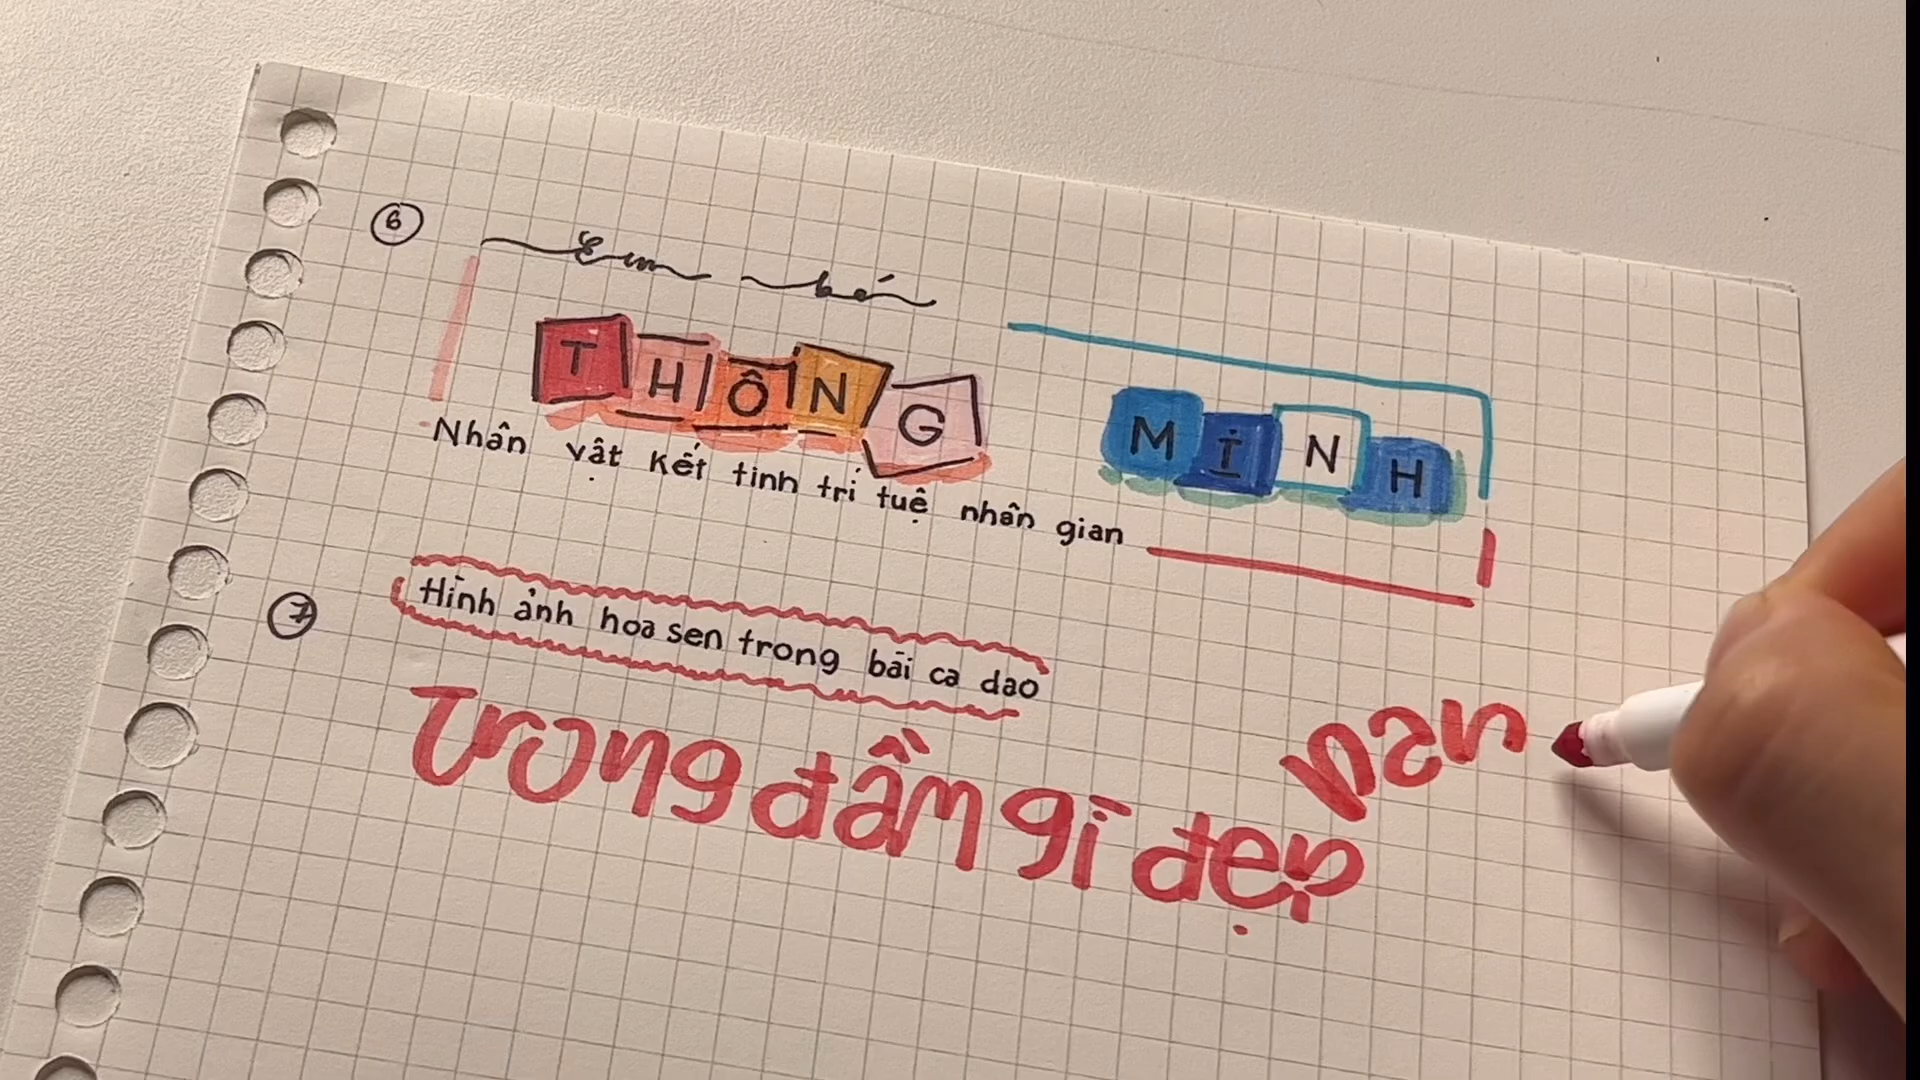 6
Em bé
THÔNG MINH
Nhân vật kết tinh trí tuệ nhân gian
7
Hình ảnh hoa sen trong bài ca dao
Trong đầm gì đẹp